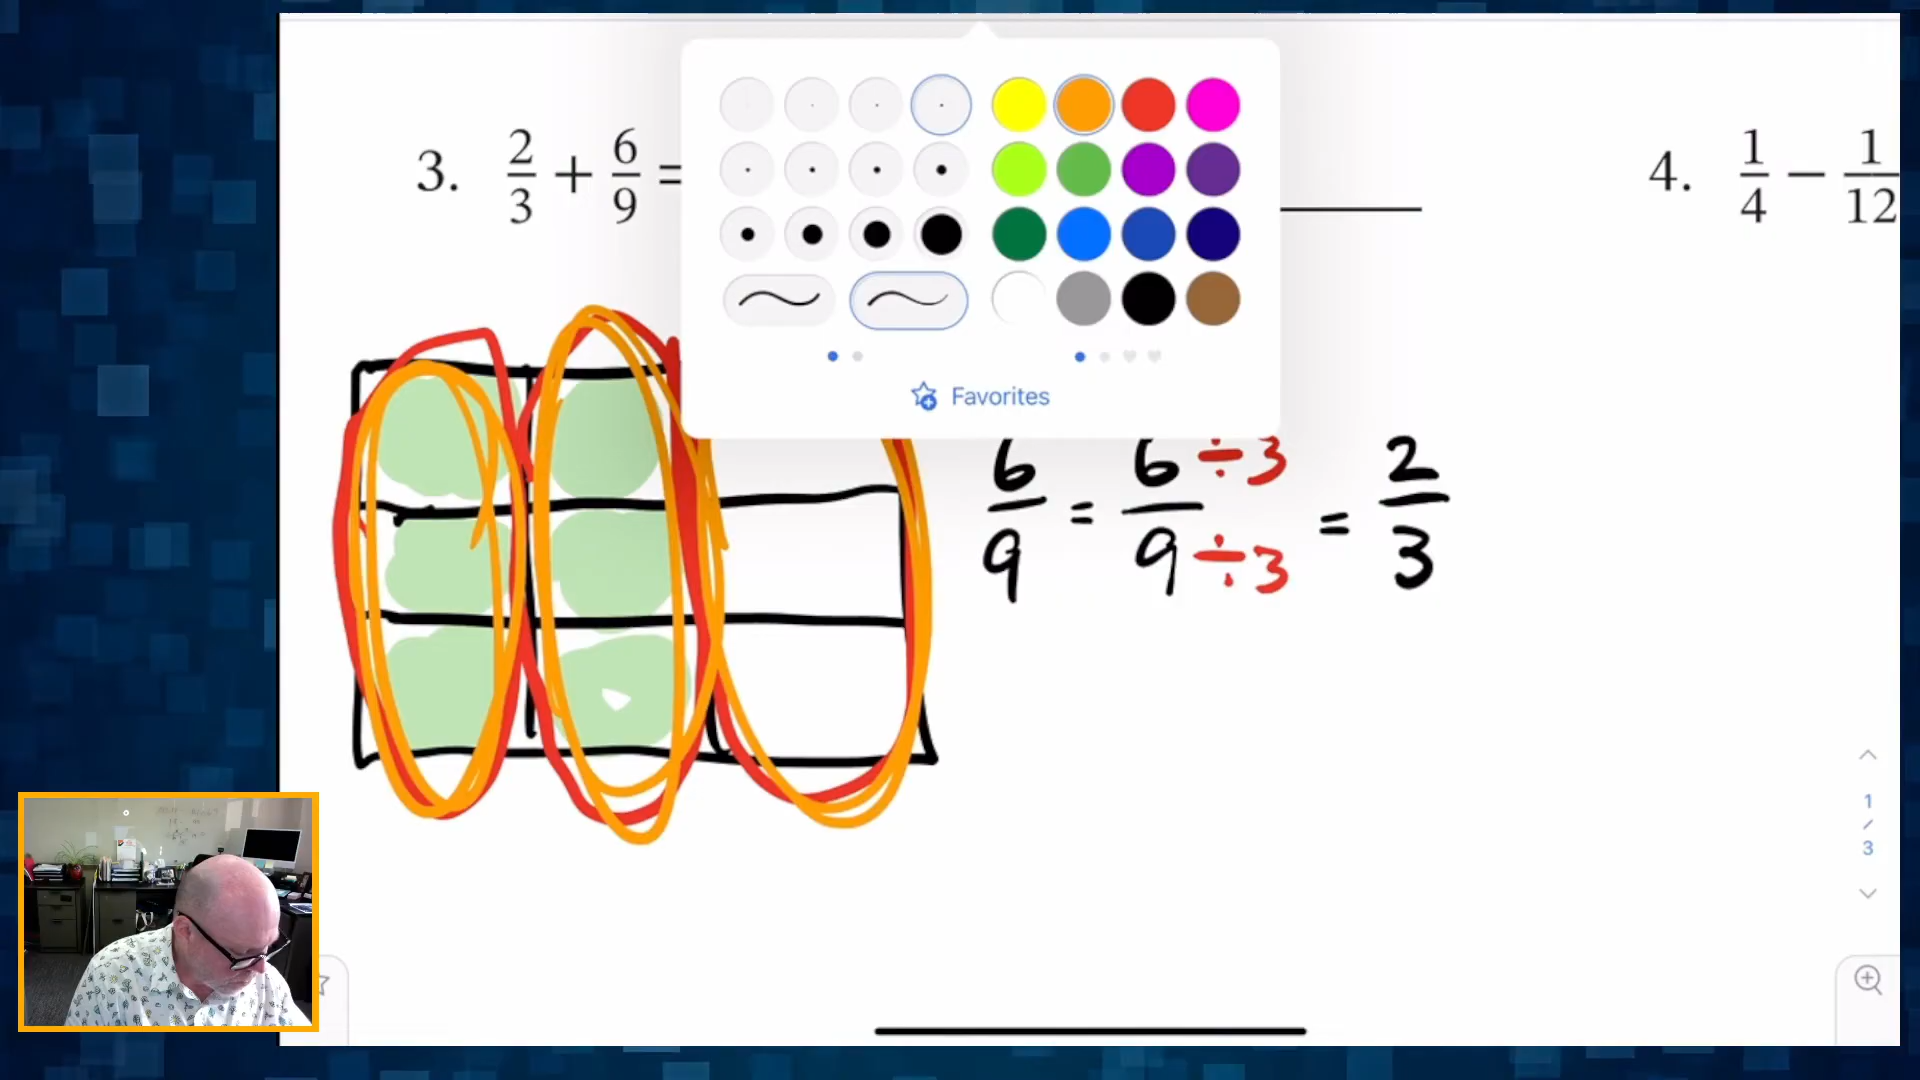 3. 2/3 + 6/9 =
4. 1/4 − 1/12
Favorites
6/9 = 6÷3/9÷3 = 2/3
1
/
3